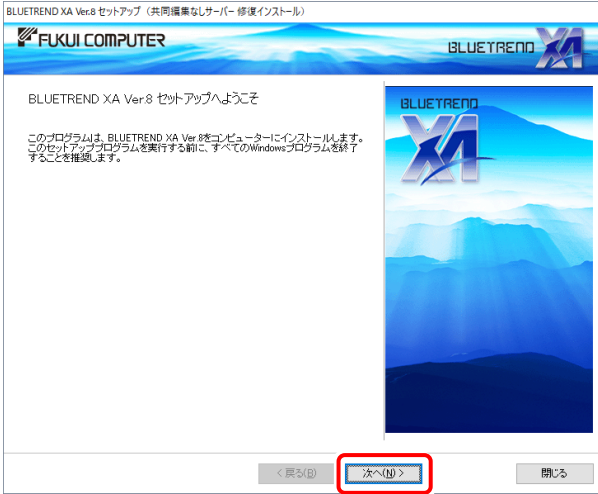 BLUETREND XA Ver.8 セットアップ（共同編集なしサーバー 修復インストール）
FUKUI COMPUTER
BLUETREND XA
BLUETREND XA Ver.8 セットアップへようこそ
BLUETREND
XA
このプログラムは、BLUETREND XA Ver.8をコンピューターにインストールします。
このセットアッププログラムを実行する前に、すべてのWindowsプログラムを終了
することを推奨します。
< 戻る(B)
次へ(N) >
閉じる